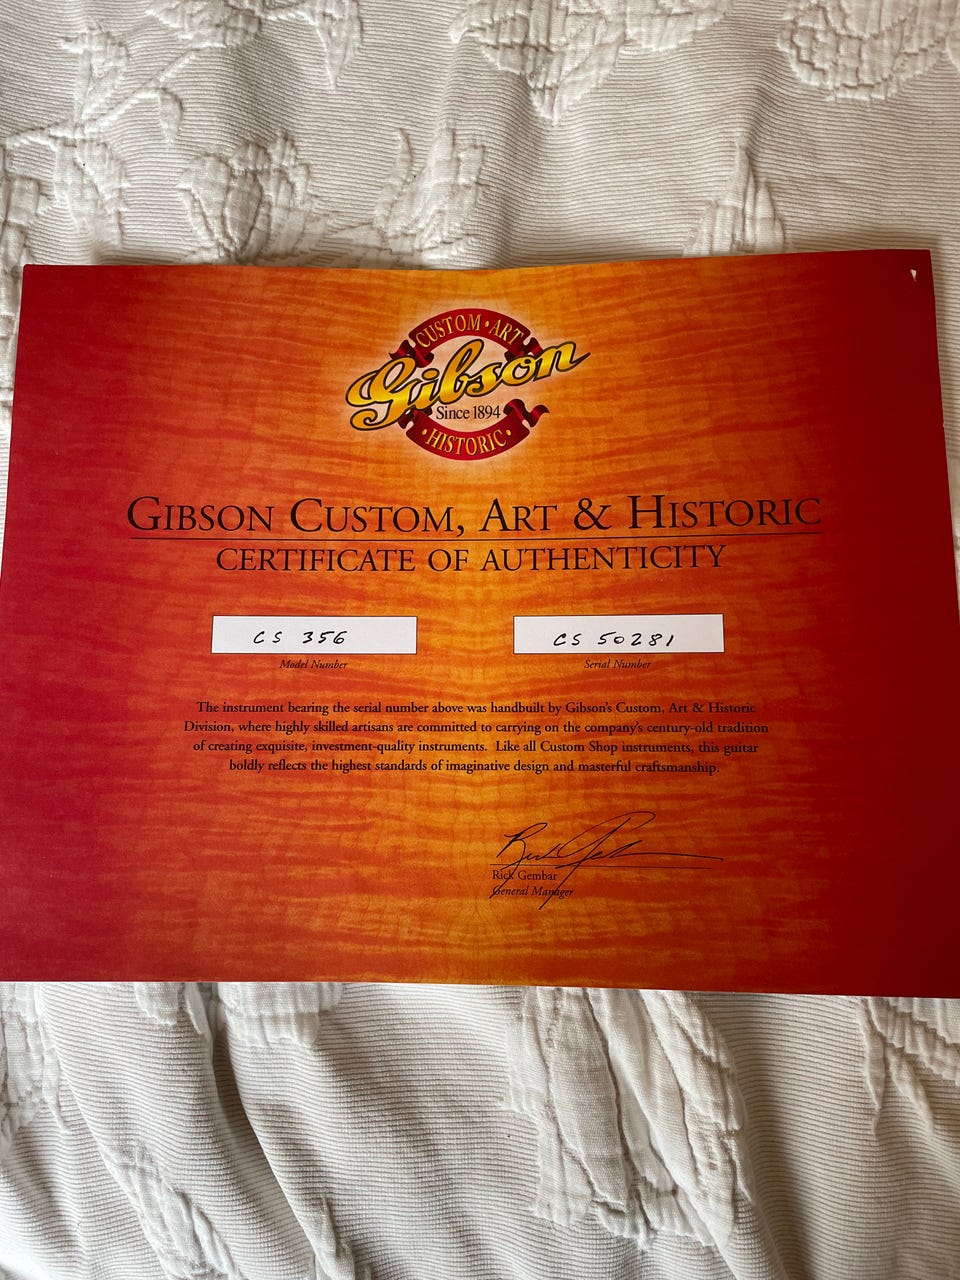 CUSTOM • ART
Gibson
Since 1894
• HISTORIC •
GIBSON CUSTOM, ART & HISTORIC
CERTIFICATE OF AUTHENTICITY
CS 356
CS 50281
Model Number
Serial Number
The instrument bearing the serial number above was handbuilt by Gibson's Custom, Art & Historic
Division, where highly skilled artisans are committed to carrying on the company's century-old tradition
of creating exquisite, investment-quality instruments. Like all Custom Shop instruments, this guitar
boldly reflects the highest standards of imaginative design and masterful craftsmanship.
Rick Gembar
General Manager